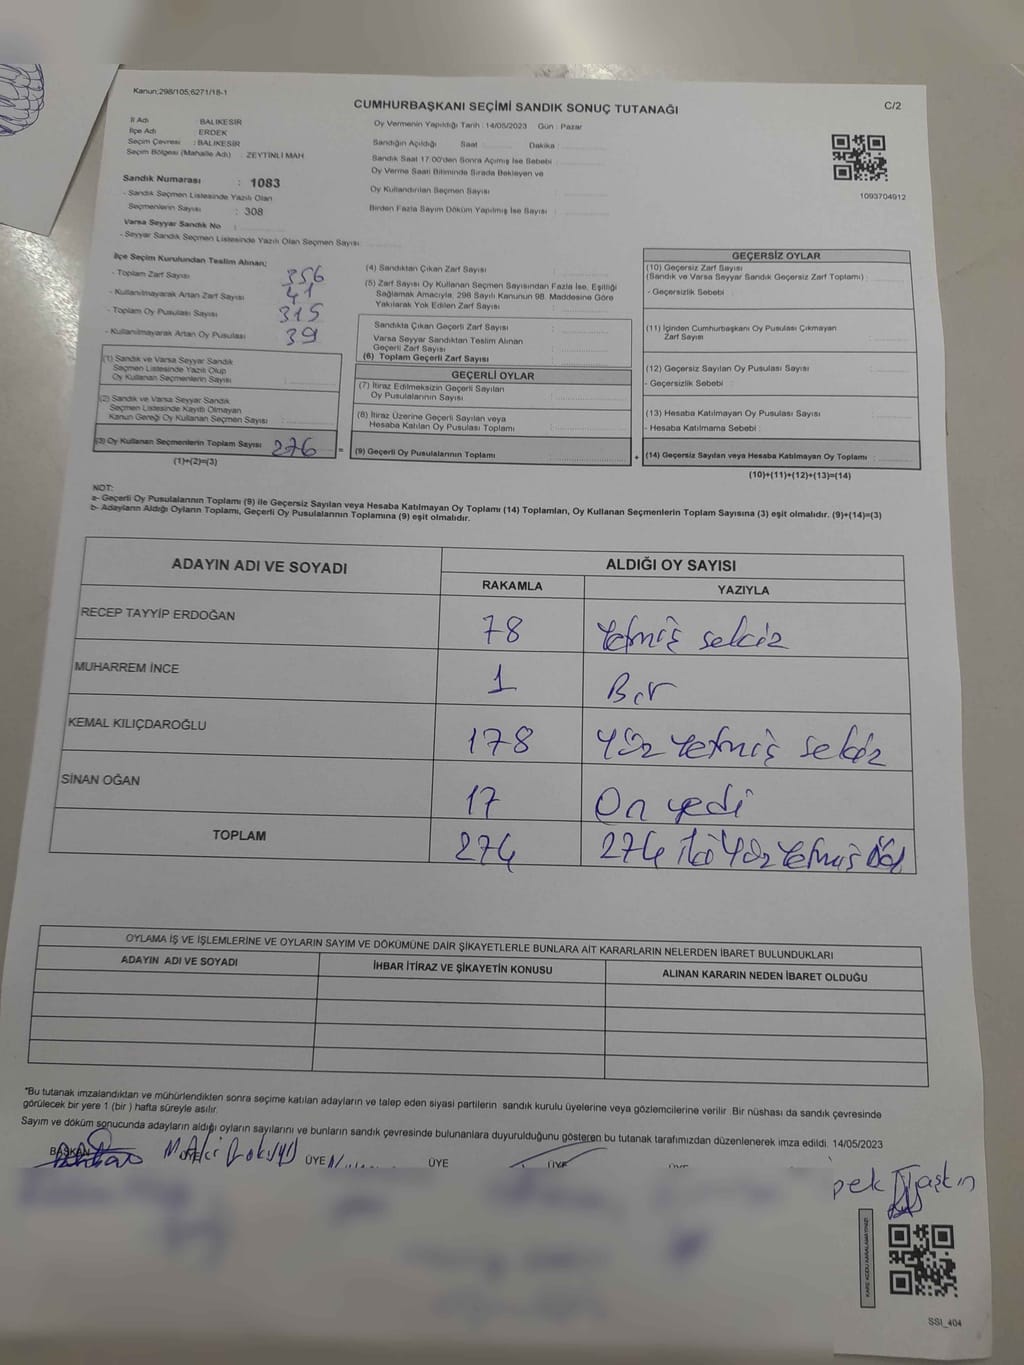 Kanun;298/105;6271/18-1
CUMHURBAŞKANI SEÇİMİ SANDIK SONUÇ TUTANAĞI
C/2
İl Adı : BALIKESİR
İlçe Adı : ERDEK
Seçim Çevresi : BALIKESİR
Seçim Bölgesi (Mahalle Adı) : ZEYTİNLİ MAH
Sandık Numarası : 1083
- Sandık Seçmen Listesinde Yazılı Olan
Seçmenlerin Sayısı : 308
Varsa Seyyar Sandık No :
- Seyyar Sandık Seçmen Listesinde Yazılı Olan Seçmen Sayısı
Oy Vermenin Yapıldığı Tarih : 14/05/2023 Gün : Pazar
Sandığın Açıldığı Saat Dakika :
Sandık Saat 17:00'den Sonra Açılmış İse Sebebi :
Oy Verme Saati Bitiminde Sırada Bekleyen ve
Oy Kullandırılan Seçmen Sayısı :
Birden Fazla Sayım Döküm Yapılmış İse Sayısı :
1093704912
İlçe Seçim Kurulundan Teslim Alınan;
- Toplam Zarf Sayısı : 356
- Kullanılmayarak Artan Zarf Sayısı : 41
- Toplam Oy Pusulası Sayısı : 315
- Kullanılmayarak Artan Oy Pusulası : 39
(1) Sandık ve Varsa Seyyar Sandık
Seçmen Listesinde Yazılı Olup
Oy Kullanan Seçmenlerin Sayısı :
(2) Sandık ve Varsa Seyyar Sandık
Seçmen Listesinde Kayıtlı Olmayan
Kanun Gereği Oy Kullanan Seçmen Sayısı :
(3) Oy Kullanan Seçmenlerin Toplam Sayısı : 276
(1)+(2)=(3)
(4) Sandıktan Çıkan Zarf Sayısı :
(5) Zarf Sayısı Oy Kullanan Seçmen Sayısından Fazla İse, Eşitliği
Sağlamak Amacıyla, 298 Sayılı Kanunun 98. Maddesine Göre
Yakılarak Yok Edilen Zarf Sayısı :
Sandıkta Çıkan Geçerli Zarf Sayısı :
Varsa Seyyar Sandıktan Teslim Alınan
Geçerli Zarf Sayısı :
(6) Toplam Geçerli Zarf Sayısı :
GEÇERLİ OYLAR
(7) İtiraz Edilmeksizin Geçerli Sayılan
Oy Pusulalarının Sayısı :
(8) İtiraz Üzerine Geçerli Sayılan veya
Hesaba Katılan Oy Pusulası Toplamı :
= (9) Geçerli Oy Pusulalarının Toplamı :
GEÇERSİZ OYLAR
(10) Geçersiz Zarf Sayısı
(Sandık ve Varsa Seyyar Sandık Geçersiz Zarf Toplamı) :
- Geçersizlik Sebebi :
(11) İçinden Cumhurbaşkanı Oy Pusulası Çıkmayan
Zarf Sayısı :
(12) Geçersiz Sayılan Oy Pusulası Sayısı :
- Geçersizlik Sebebi :
(13) Hesaba Katılmayan Oy Pusulası Sayısı :
- Hesaba Katılmama Sebebi :
+ (14) Geçersiz Sayılan veya Hesaba Katılmayan Oy Toplamı :
(10)+(11)+(12)+(13)=(14)
NOT:
a- Geçerli Oy Pusulalarının Toplamı (9) ile Geçersiz Sayılan veya Hesaba Katılmayan Oy Toplamı (14) Toplamları, Oy Kullanan Seçmenlerin Toplam Sayısına (3) eşit olmalıdır. (9)+(14)=(3)
b- Adayların Aldığı Oyların Toplamı, Geçerli Oy Pusulalarının Toplamına (9) eşit olmalıdır.
ADAYIN ADI VE SOYADI ALDIĞI OY SAYISI
RAKAMLA YAZIYLA
RECEP TAYYİP ERDOĞAN 78 Yetmiş sekiz
MUHARREM İNCE 1 Bir
KEMAL KILIÇDAROĞLU 178 Yüz Yetmiş sekiz
SİNAN OĞAN 17 On yedi
TOPLAM 274 274 iki Yüz Yetmiş Dört
OYLAMA İŞ VE İŞLEMLERİNE VE OYLARIN SAYIM VE DÖKÜMÜNE DAİR ŞİKAYETLERLE BUNLARA AİT KARARLARIN NELERDEN İBARET BULUNDUKLARI
ADAYIN ADI VE SOYADI İHBAR İTİRAZ VE ŞİKAYETİN KONUSU ALINAN KARARIN NEDEN İBARET OLDUĞU
*Bu tutanak imzalandıktan ve mühürlendikten sonra seçime katılan adayların ve talep eden siyasi partilerin sandık kurulu üyelerine veya gözlemcilerine verilir. Bir nüshası da sandık çevresinde
görülecek bir yere 1 (bir) hafta süreyle asılır.
Sayım ve döküm sonucunda adayların aldığı oyların sayılarını ve bunların sandık çevresinde bulunanlara duyurulduğunu gösteren bu tutanak tarafımızdan düzenlenerek imza edildi. 14/05/2023
BAŞKAN ÜYE ÜYE ÜYE
pek Taşkın
SSI_404